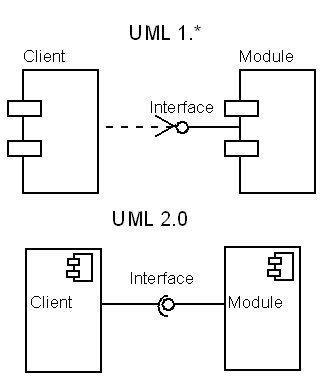 UML 1.*
Client
Module
Interface
UML 2.0
Interface
Client
Module